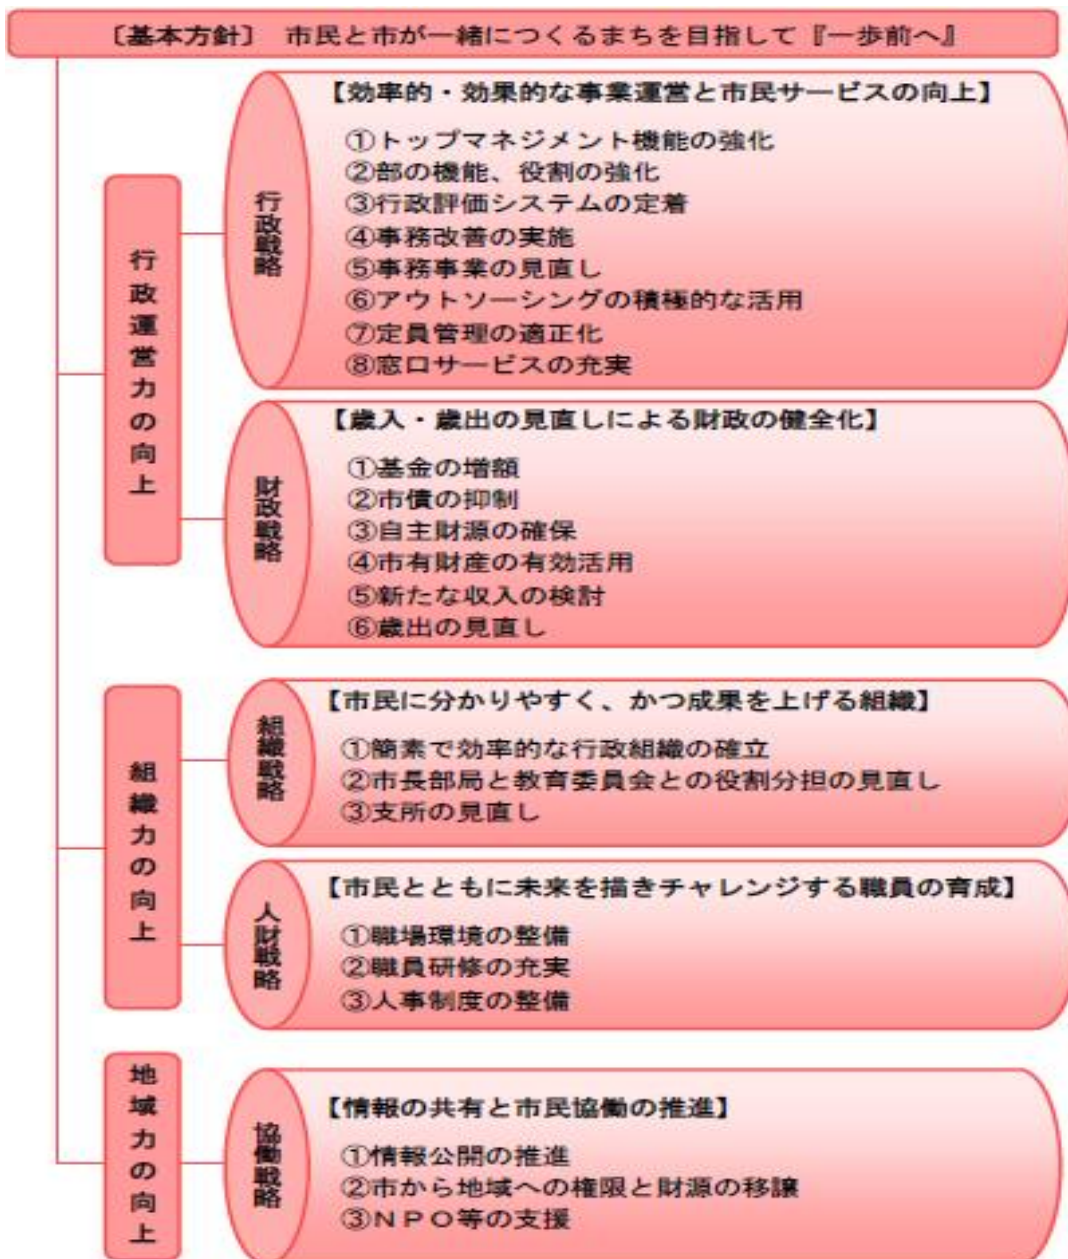 〔基本方針〕 市民と市が一緒につくるまちを目指して『一歩前へ』
行政運営力の向上
行政戦略
【効率的・効果的な事業運営と市民サービスの向上】
①トップマネジメント機能の強化
②部の機能、役割の強化
③行政評価システムの定着
④事務改善の実施
⑤事務事業の見直し
⑥アウトソーシングの積極的な活用
⑦定員管理の適正化
⑧窓口サービスの充実
財政戦略
【歳入・歳出の見直しによる財政の健全化】
①基金の増額
②市債の抑制
③自主財源の確保
④市有財産の有効活用
⑤新たな収入の検討
⑥歳出の見直し
組織力の向上
組織戦略
【市民に分かりやすく、かつ成果を上げる組織】
①簡素で効率的な行政組織の確立
②市長部局と教育委員会との役割分担の見直し
③支所の見直し
人財戦略
【市民とともに未来を描きチャレンジする職員の育成】
①職場環境の整備
②職員研修の充実
③人事制度の整備
地域力の向上
協働戦略
【情報の共有と市民協働の推進】
①情報公開の推進
②市から地域への権限と財源の移譲
③ＮＰＯ等の支援